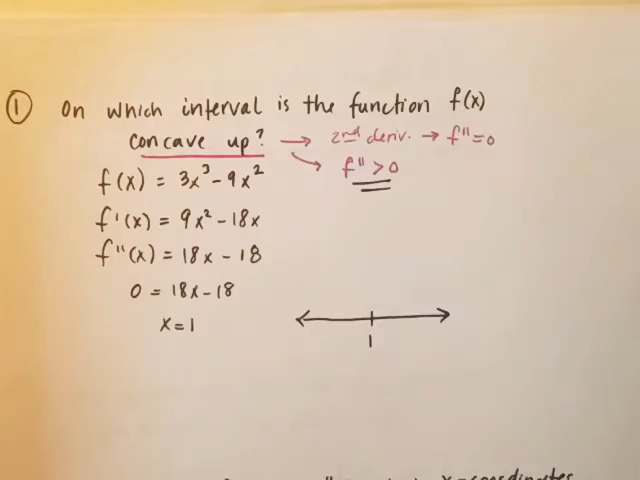 ① On which interval is the function f(x)
concave up? → 2nd deriv. → f''=0
f(x) = 3x³ - 9x² → f'' > 0
f'(x) = 9x² - 18x
f''(x) = 18x - 18
0 = 18x - 18
x = 1
1
x-coordinates